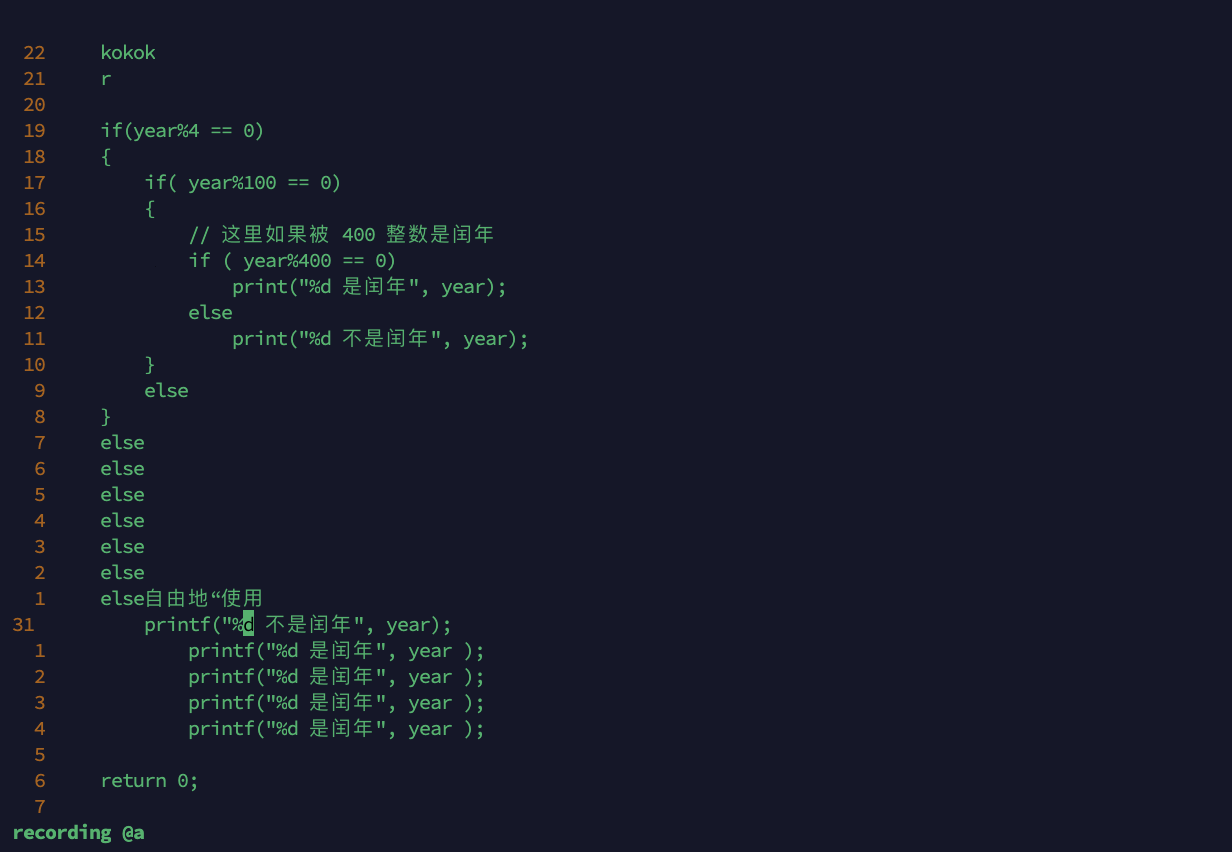 22     kokok
21     r
20
19     if(year%4 == 0)
18     {
17         if( year%100 == 0)
16         {
15             // 这里如果被 400 整数是闰年
14             if ( year%400 == 0)
13                 print("%d 是闰年", year);
12             else
11                 print("%d 不是闰年", year);
10         }
9         else
8     }
7     else
6     else
5     else
4     else
3     else
2     else
1     else自由地“使用
31         printf("%d 不是闰年", year);
1             printf("%d 是闰年", year );
2             printf("%d 是闰年", year );
3             printf("%d 是闰年", year );
4             printf("%d 是闰年", year );
5
6     return 0;
7
recording @a